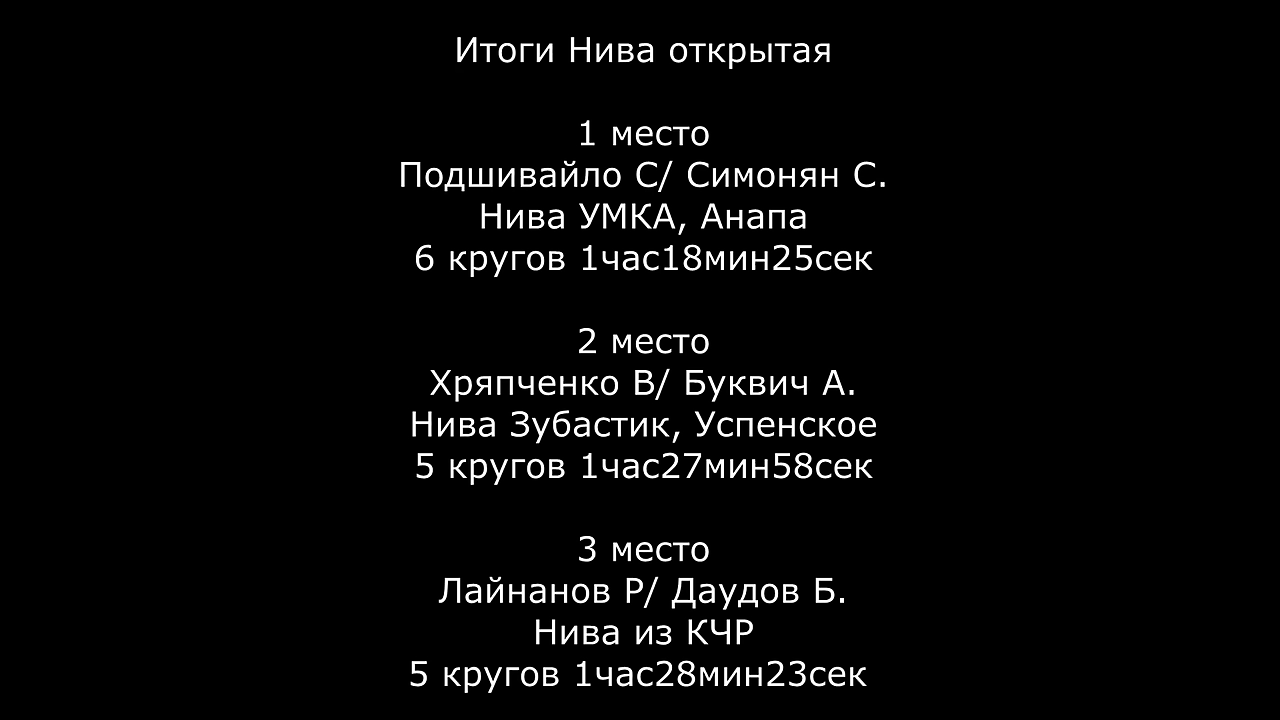 Итоги Нива открытая
1 место
Подшивайло С/ Симонян С.
Нива УМКА, Анапа
6 кругов 1час18мин25сек
2 место
Хряпченко В/ Буквич А.
Нива Зубастик, Успенское
5 кругов 1час27мин58сек
3 место
Лайнанов Р/ Даудов Б.
Нива из КЧР
5 кругов 1час28мин23сек